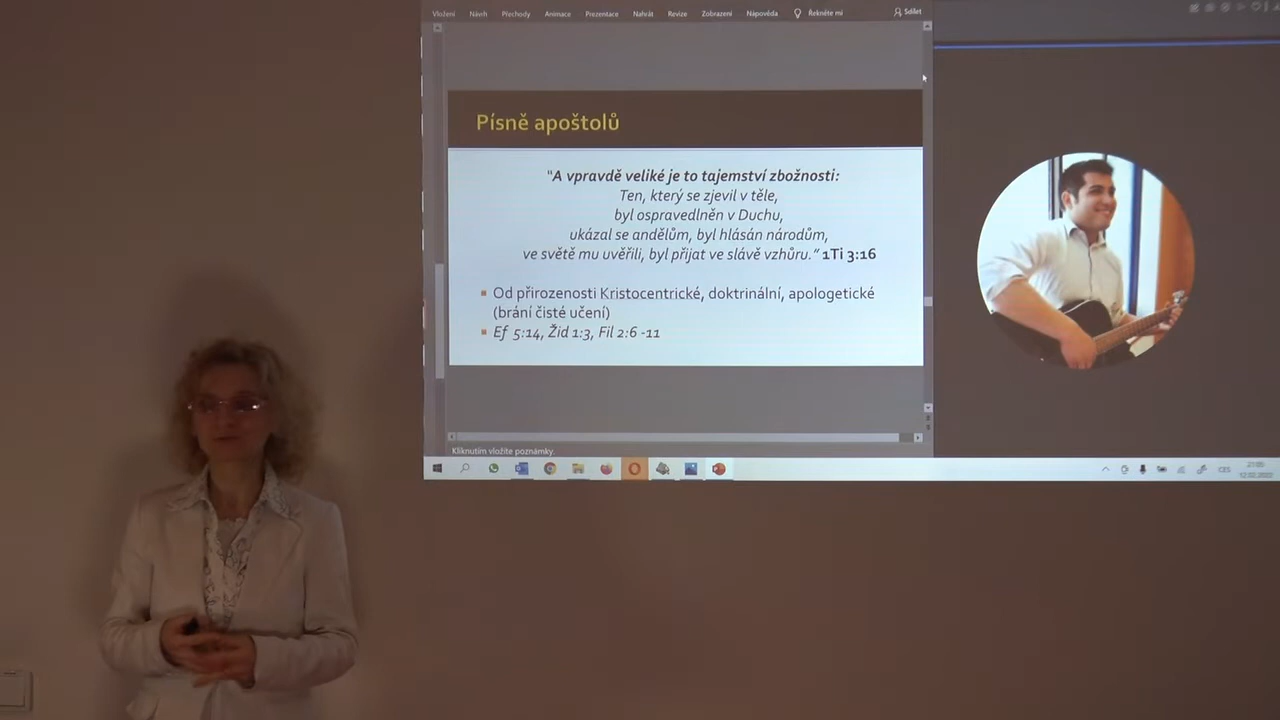 Vložení Návrh Přechody Animace Prezentace Nahrát Revize Zobrazení Nápověda Řekněte mi Sdílet
Písně apoštolů
"A vpravdě veliké je to tajemství zbožnosti:
Ten, který se zjevil v těle,
byl ospravedlněn v Duchu,
ukázal se andělům, byl hlásán národům,
ve světě mu uvěřili, byl přijat ve slávě vzhůru." 1Ti 3:16
Od přirozenosti Kristocentrické, doktrinální, apologetické
(brání čisté učení)
Ef 5:14, Žid 1:3, Fil 2:6 -11
Kliknutím vložíte poznámky.
CES